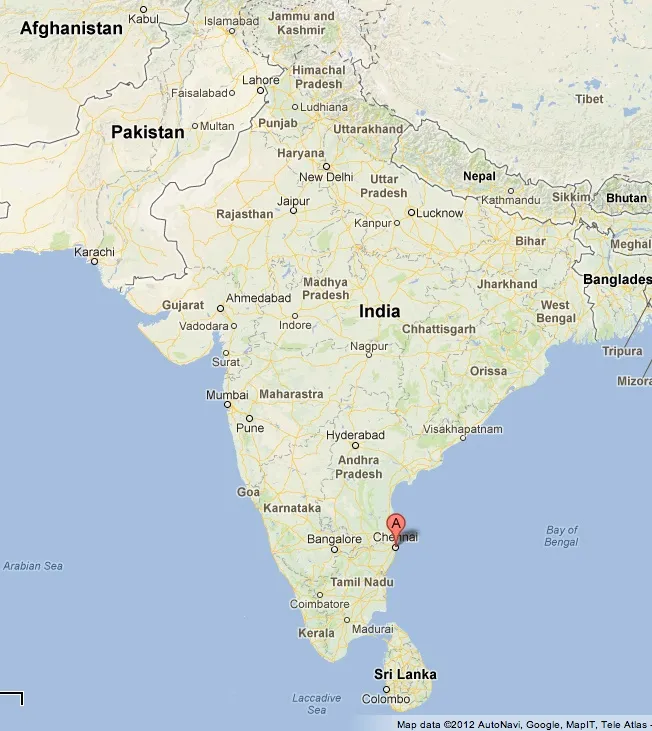 Kabul
Afghanistan
Islamabad
Jammu and
Kashmir
Lahore
Himachal
Pradesh
Faisalabad
Ludhiana
Tibet
Pakistan
Multan
Punjab
Uttarakhand
Haryana
New Delhi
Uttar
Pradesh
Nepal
Kathmandu
Sikkim
Bhutan
Jaipur
Rajasthan
Lucknow
Kanpur
Bihar
Meghal
Karachi
Madhya
Pradesh
Jharkhand
Banglades
Gujarat
Ahmedabad
Vadodara
Indore
India
West
Bengal
Chhattisgarh
Nagpur
Tripura
Surat
Orissa
Mizora
Mumbai
Maharastra
Pune
Hyderabad
Visakhapatnam
Andhra
Pradesh
Goa
Karnataka
A
Chennai
Bangalore
Bay of
Bengal
Arabian Sea
Tamil Nadu
Coimbatore
Kerala
Madurai
Sri Lanka
Colombo
Laccadive
Sea
Map data ©2012 AutoNavi, Google, MapIT, Tele Atlas -